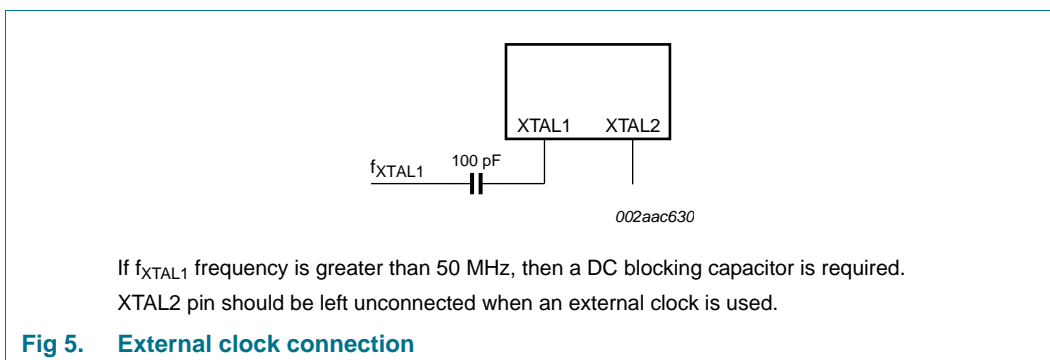 XTAL1 XTAL2
100 pF
fXTAL1
002aac630
If fXTAL1 frequency is greater than 50 MHz, then a DC blocking capacitor is required.
XTAL2 pin should be left unconnected when an external clock is used.
Fig 5. External clock connection